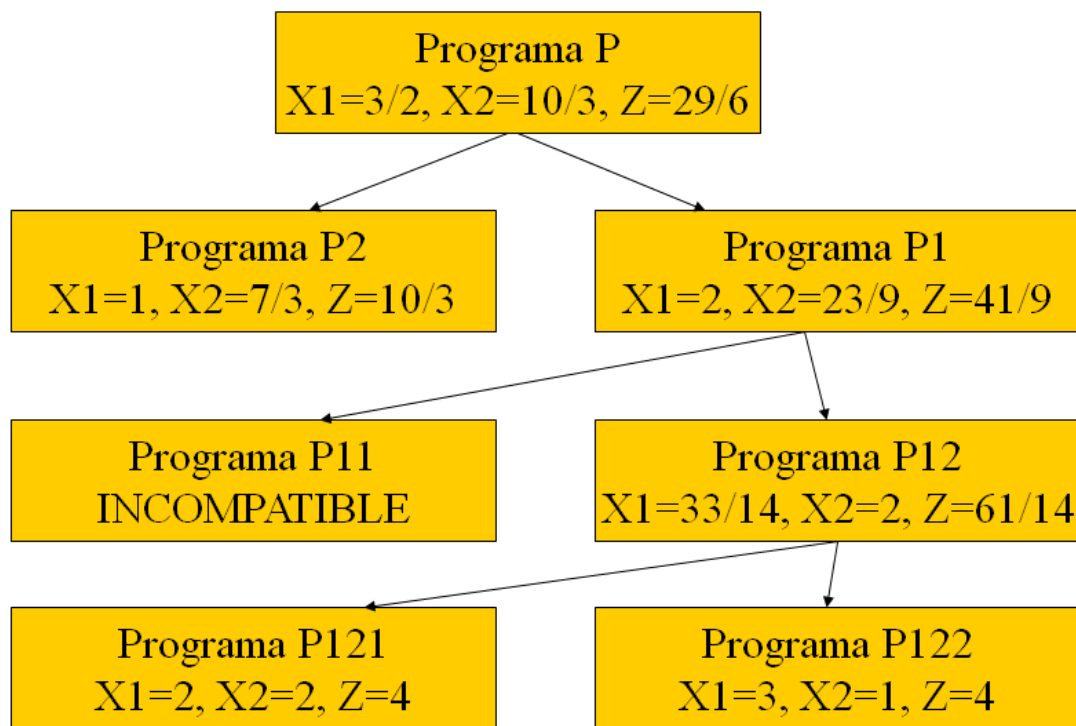 Programa P
X1=3/2, X2=10/3, Z=29/6
Programa P2
X1=1, X2=7/3, Z=10/3
Programa P1
X1=2, X2=23/9, Z=41/9
Programa P11
INCOMPATIBLE
Programa P12
X1=33/14, X2=2, Z=61/14
Programa P121
X1=2, X2=2, Z=4
Programa P122
X1=3, X2=1, Z=4